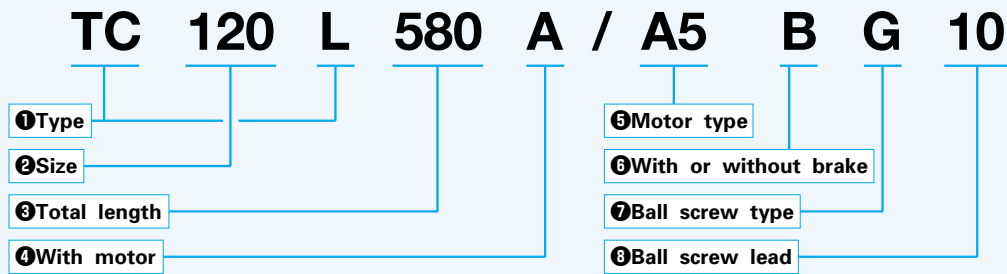 TC 120 L 580 A / A5 B G 10
❶Type
❷Size
❸Total length
❹With motor
❺Motor type
❻With or without brake
❼Ball screw type
❽Ball screw lead